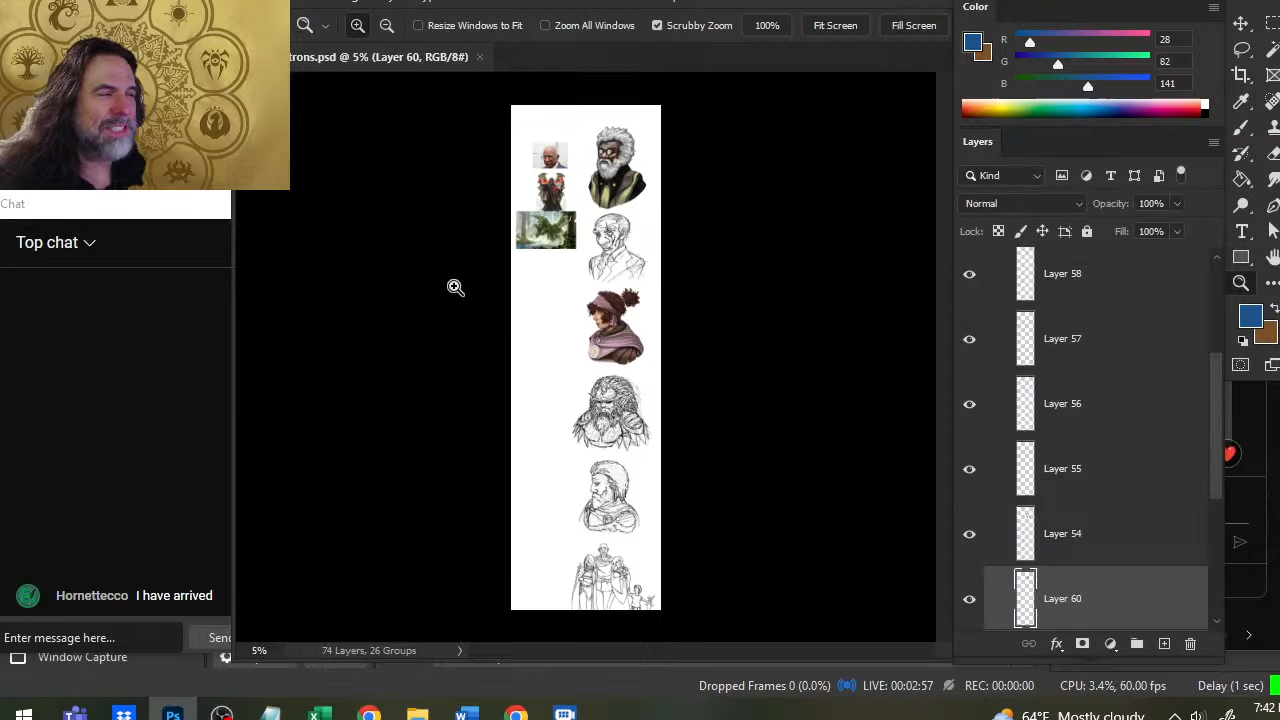 Resize Windows to Fit
Zoom All Windows
Scrubby Zoom
100%
Fit Screen
Fill Screen
trons.psd @ 5% (Layer 60, RGB/8#)
Color
R 28
G 82
B 141
Layers
Kind
Normal
Opacity: 100%
Lock:
Fill: 100%
Layer 58
Layer 57
Layer 56
Layer 55
Layer 54
Layer 60
Chat
Top chat
Hornettecco I have arrived
Enter message here...
Send
Window Capture
5%
74 Layers, 26 Groups
Dropped Frames 0 (0.0%)
LIVE: 00:02:57
REC: 00:00:00
CPU: 3.4%, 60.00 fps
Delay (1 sec)
64°F Mostly cloudy
7:42